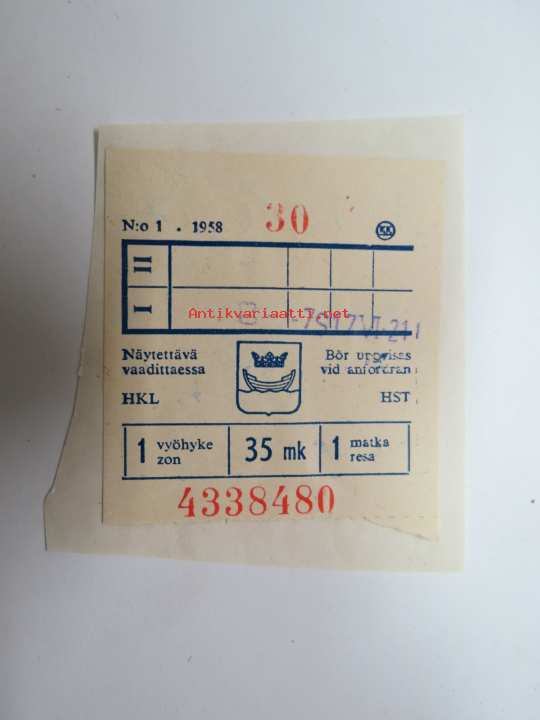 N:o 1 . 1958 30 KK
II
I
Antikvariaatti.net
Näytettävä vaadittaessa
Bör uppvisas vid anfordran
HKL HST
1 vyöhyke zon 35 mk 1 matka resa
4338480